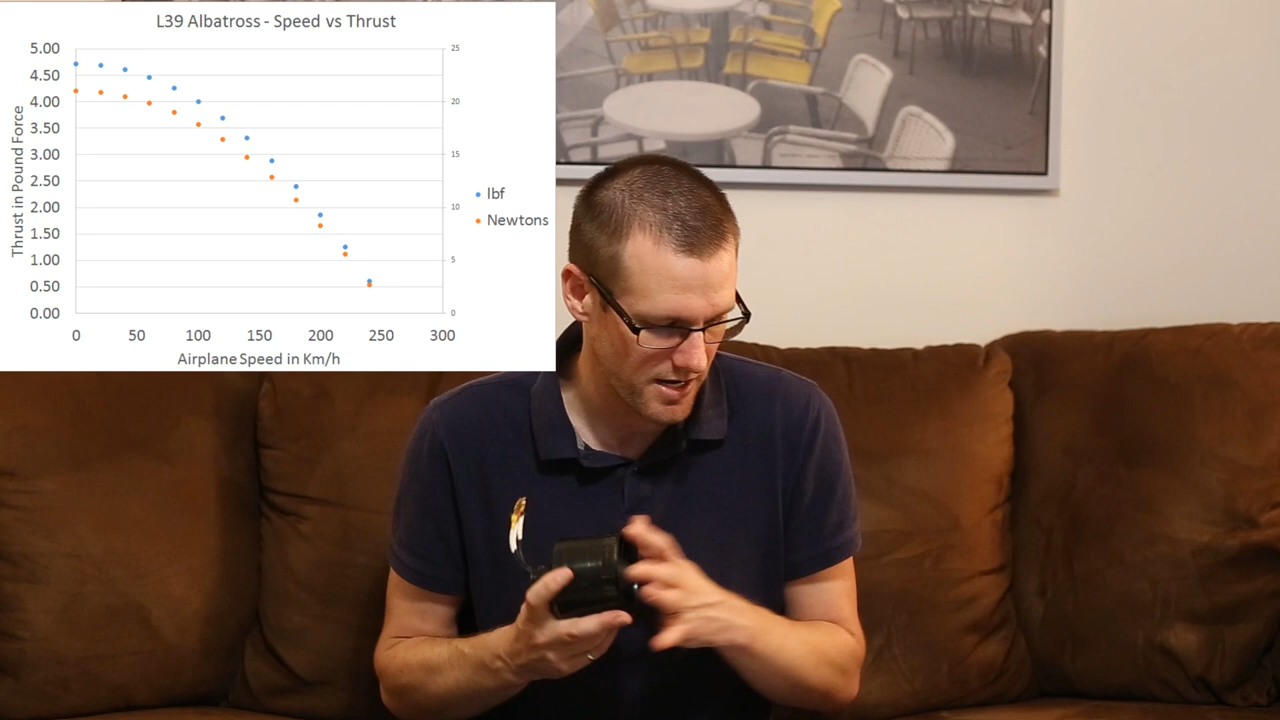 L39 Albatross - Speed vs Thrust
Thrust in Pound Force
5.00
4.50
4.00
3.50
3.00
2.50
2.00
1.50
1.00
0.50
0.00
25
20
15
10
5
0
lbf
Newtons
0 50 100 150 200 250 300
Airplane Speed in Km/h